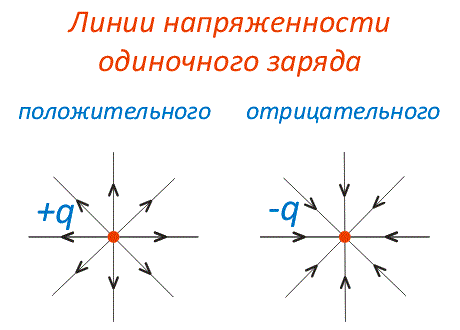 Линии напряженности
одиночного заряда
положительного
отрицательного
+q
-q